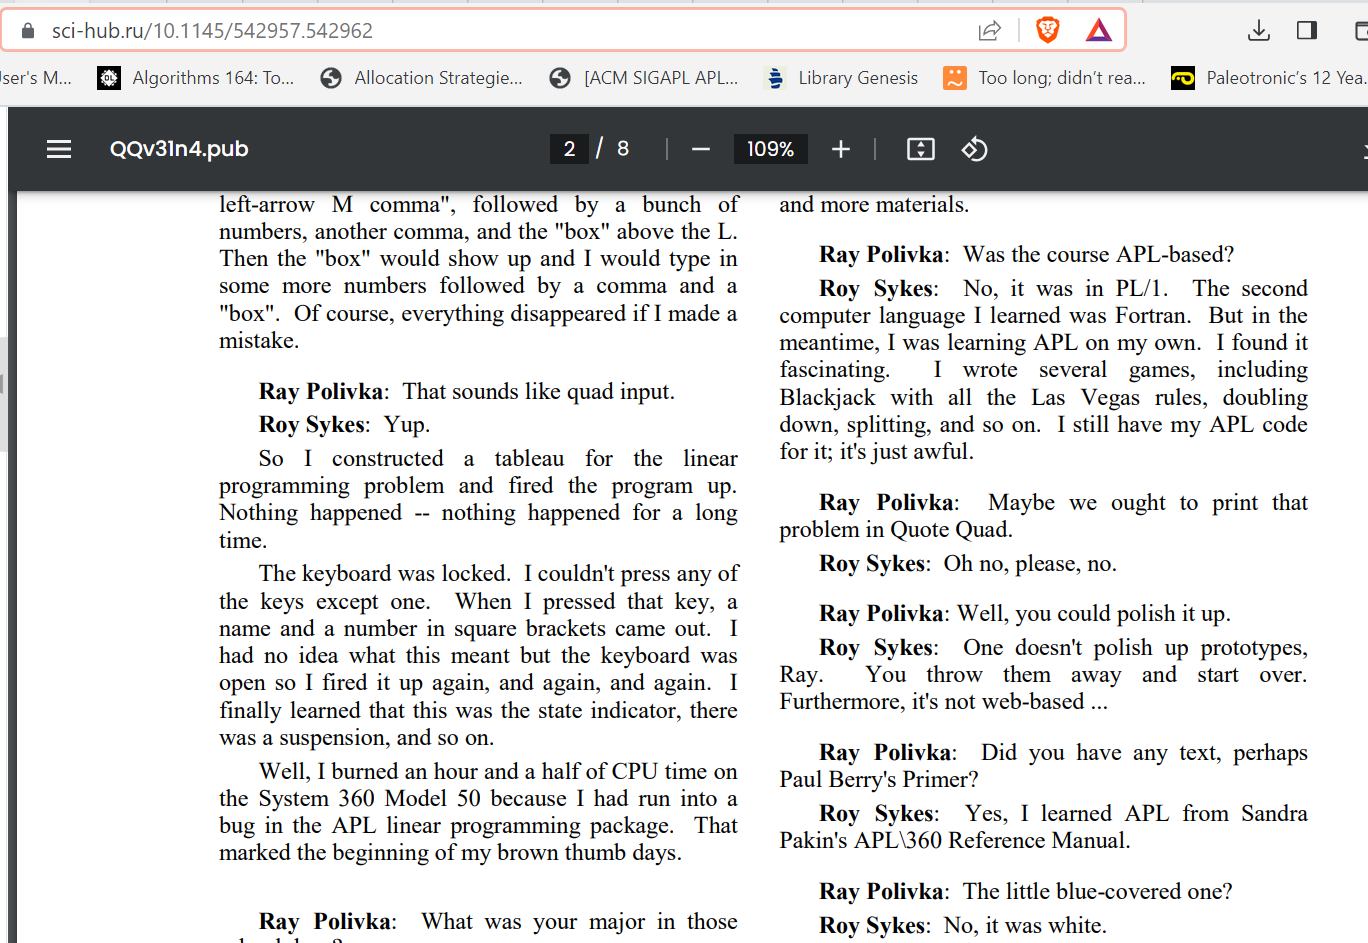 sci-hub.ru/10.1145/542957.542962
ser's M...
Algorithms 164: To...
Allocation Strategie...
[ACM SIGAPL APL...
Library Genesis
Too long; didn't rea...
Paleotronic's 12 Yea.
QQv31n4.pub
2 / 8
109%
left-arrow M comma", followed by a bunch of
numbers, another comma, and the "box" above the L.
Then the "box" would show up and I would type in
some more numbers followed by a comma and a
"box". Of course, everything disappeared if I made a
mistake.
Ray Polivka: That sounds like quad input.
Roy Sykes: Yup.
So I constructed a tableau for the linear
programming problem and fired the program up.
Nothing happened -- nothing happened for a long
time.
The keyboard was locked. I couldn't press any of
the keys except one. When I pressed that key, a
name and a number in square brackets came out. I
had no idea what this meant but the keyboard was
open so I fired it up again, and again, and again. I
finally learned that this was the state indicator, there
was a suspension, and so on.
Well, I burned an hour and a half of CPU time on
the System 360 Model 50 because I had run into a
bug in the APL linear programming package. That
marked the beginning of my brown thumb days.
Ray Polivka: What was your major in those
and more materials.
Ray Polivka: Was the course APL-based?
Roy Sykes: No, it was in PL/1. The second
computer language I learned was Fortran. But in the
meantime, I was learning APL on my own. I found it
fascinating. I wrote several games, including
Blackjack with all the Las Vegas rules, doubling
down, splitting, and so on. I still have my APL code
for it; it's just awful.
Ray Polivka: Maybe we ought to print that
problem in Quote Quad.
Roy Sykes: Oh no, please, no.
Ray Polivka: Well, you could polish it up.
Roy Sykes: One doesn't polish up prototypes,
Ray. You throw them away and start over.
Furthermore, it's not web-based ...
Ray Polivka: Did you have any text, perhaps
Paul Berry's Primer?
Roy Sykes: Yes, I learned APL from Sandra
Pakin's APL\360 Reference Manual.
Ray Polivka: The little blue-covered one?
Roy Sykes: No, it was white.